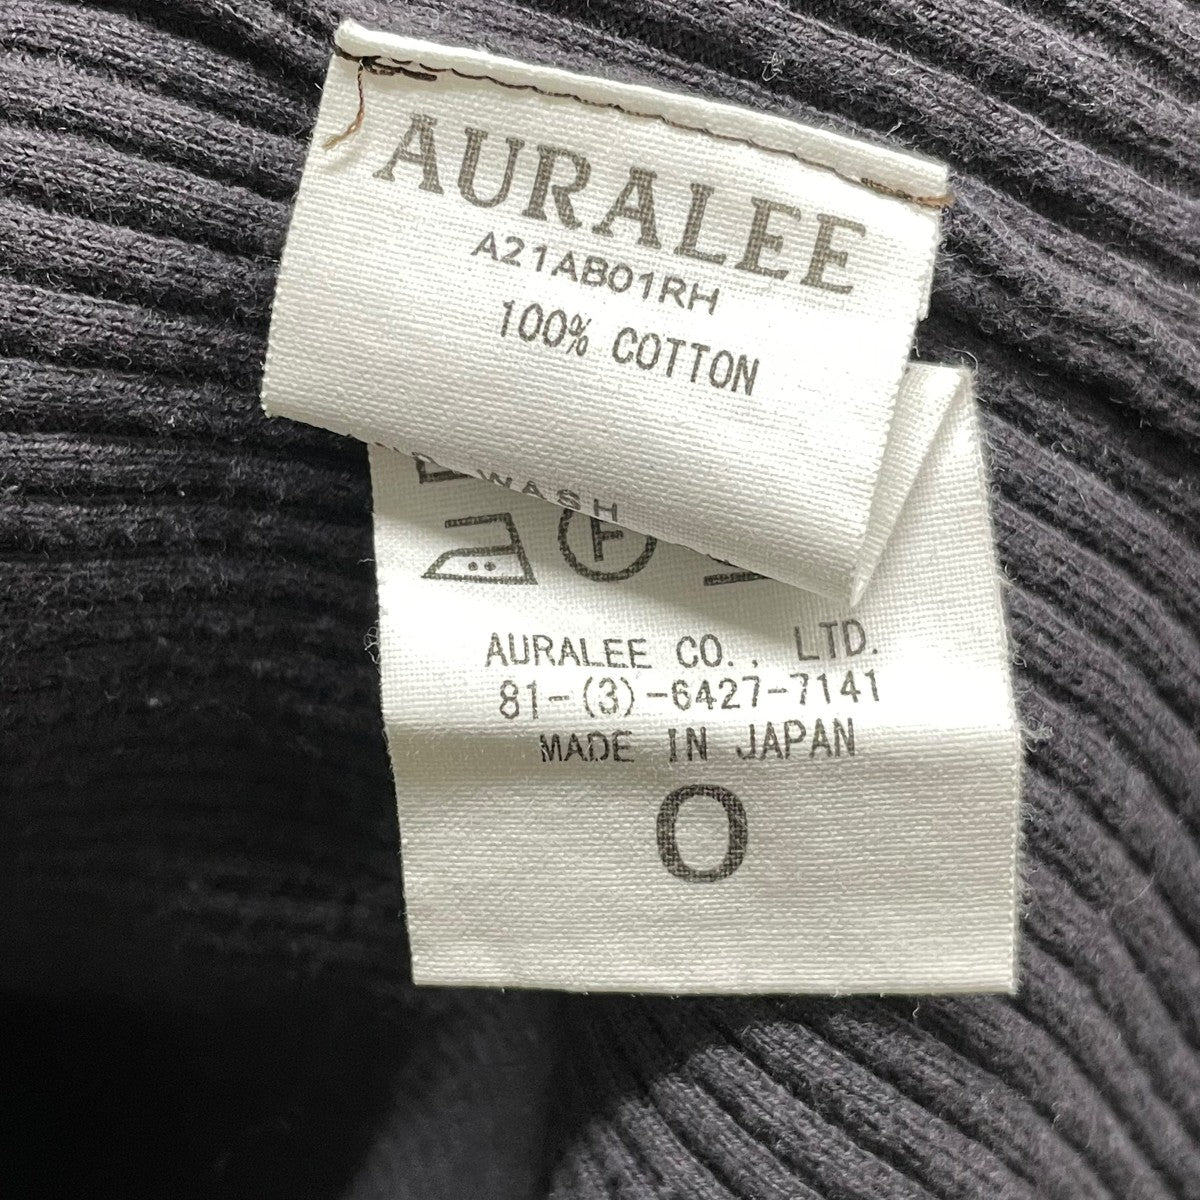 AURALEE
A21AB01RH
100% COTTON
WASH
F
AURALEE CO., LTD.
81-(3)-6427-7141
MADE IN JAPAN
0